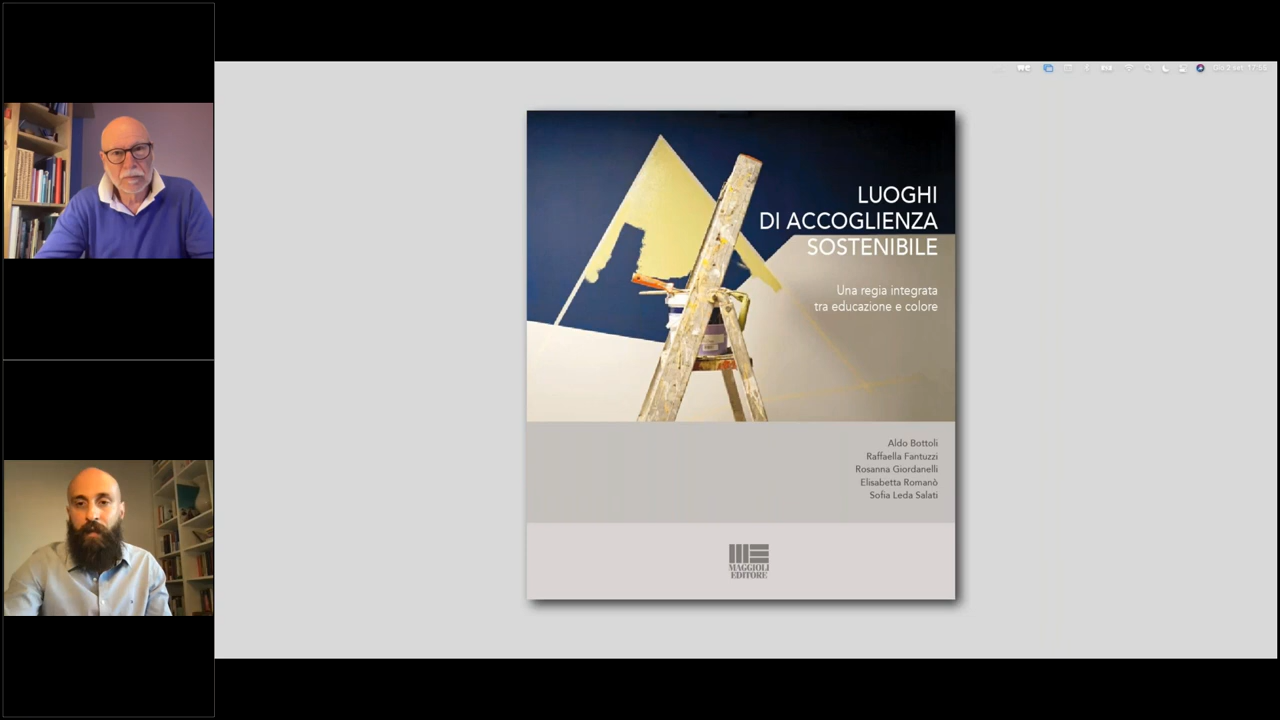 LUOGHI
DI ACCOGLIENZA
SOSTENIBILE
Una regia integrata
tra educazione e colore
Aldo Bottoli
Raffaella Fantuzzi
Rosanna Giordanelli
Elisabetta Romanò
Sofia Leda Salati
MAGGIOLI
EDITORE